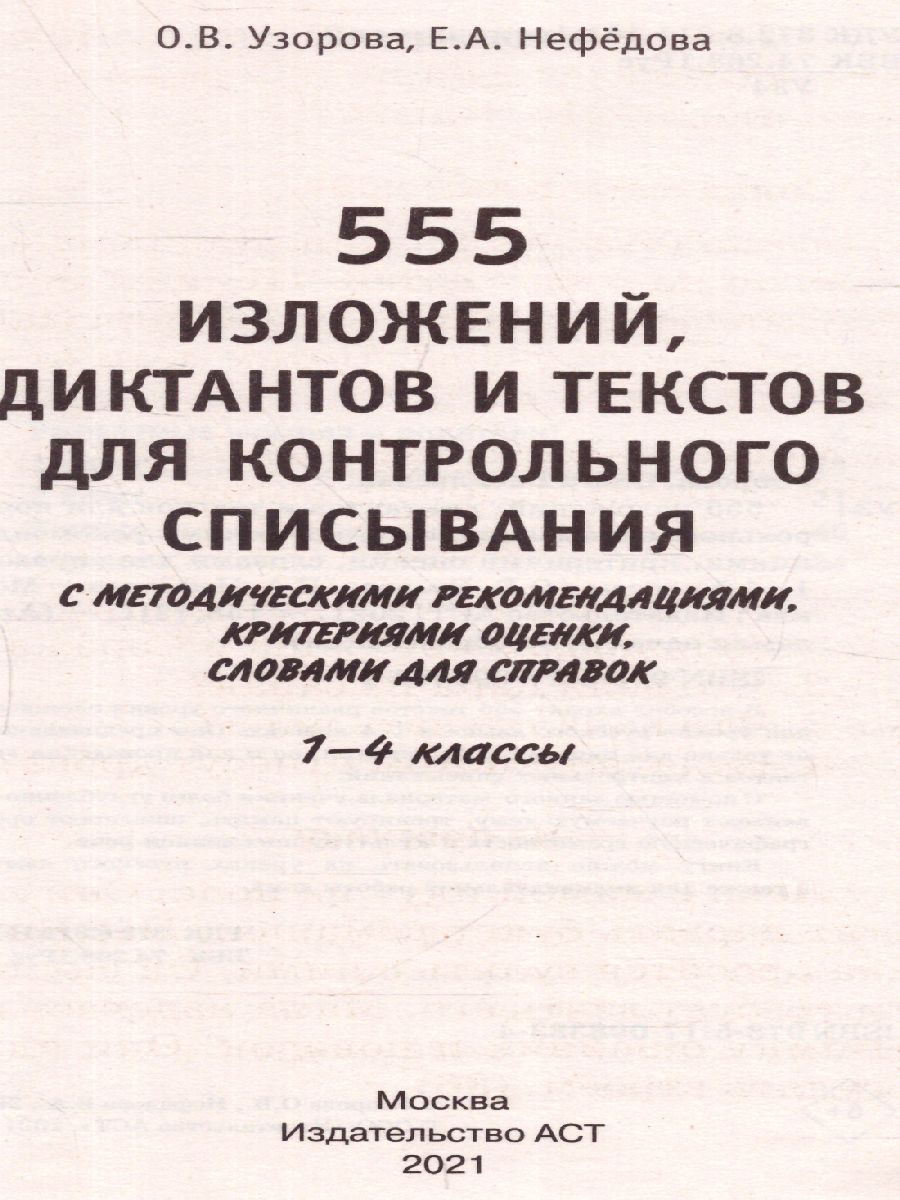 О.В. Узорова, Е.А. Нефёдова
555
ИЗЛОЖЕНИЙ,
ДИКТАНТОВ И ТЕКСТОВ
ДЛЯ КОНТРОЛЬНОГО
СПИСЫВАНИЯ
С МЕТОДИЧЕСКИМИ РЕКОМЕНДАЦИЯМИ,
КРИТЕРИЯМИ ОЦЕНКИ,
СЛОВАМИ ДЛЯ СПРАВОК
1–4 классы
Москва
Издательство АСТ
2021